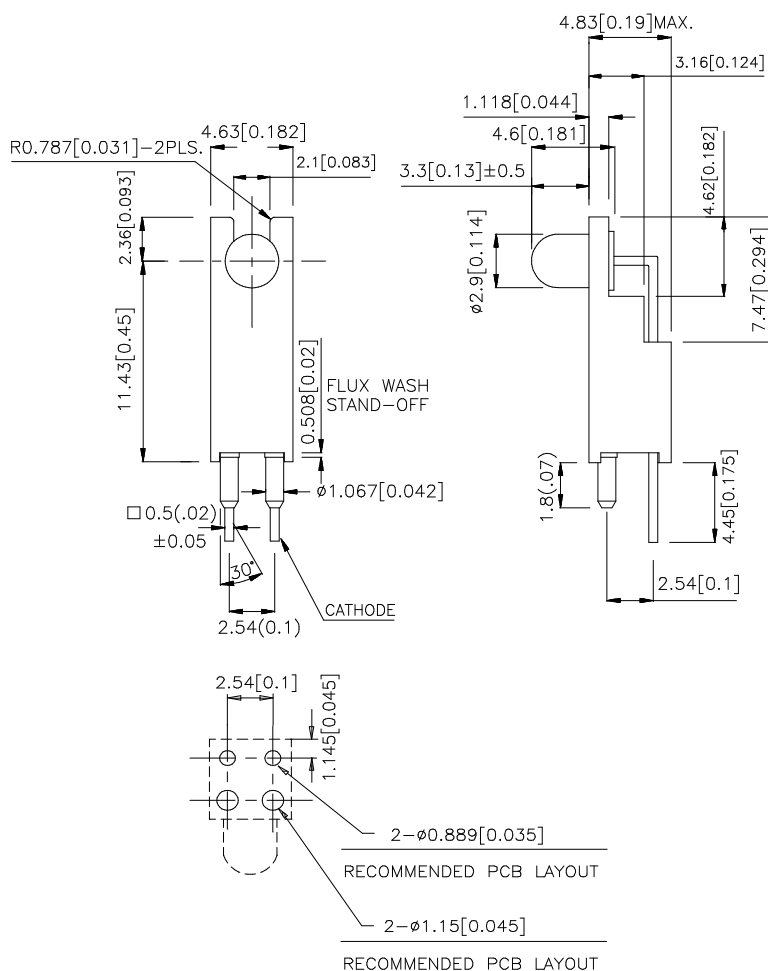 4.83[0.19]MAX.
3.16[0.124]
1.118[0.044]
4.63[0.182]
4.6[0.181]
R0.787[0.031]-2PLS.
2.1[0.083]
3.3[0.13]±0.5
4.62[0.182]
2.36[0.093]
ø2.9[0.114]
7.47[0.294]
11.43[0.45]
0.508[0.02]
FLUX WASH
STAND-OFF
ø1.067[0.042]
1.8(.07)
4.45[0.175]
□0.5(.02)
±0.05
30°
2.54[0.1]
CATHODE
2.54(0.1)
2.54[0.1]
1.145[0.045]
2-ø0.889[0.035]
RECOMMENDED PCB LAYOUT
2-ø1.15[0.045]
RECOMMENDED PCB LAYOUT